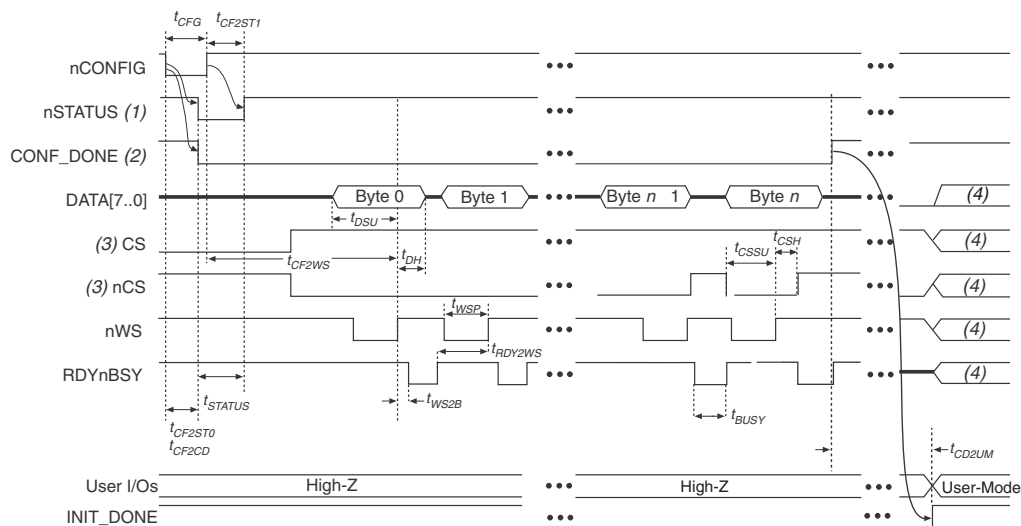 tCFG
tCF2ST1
nCONFIG
nSTATUS (1)
CONF_DONE (2)
DATA[7..0] Byte 0 Byte 1 Byte n 1 Byte n (4)
tDSU
(3) CS (4)
tCF2WS tDH tCSSU tCSH
(3) nCS (4)
tWSP
nWS (4)
tRDY2WS
RDYnBSY (4)
tSTATUS tWS2B tBUSY
tCF2ST0
tCF2CD
tCD2UM
User I/Os High-Z High-Z User-Mode
INIT_DONE